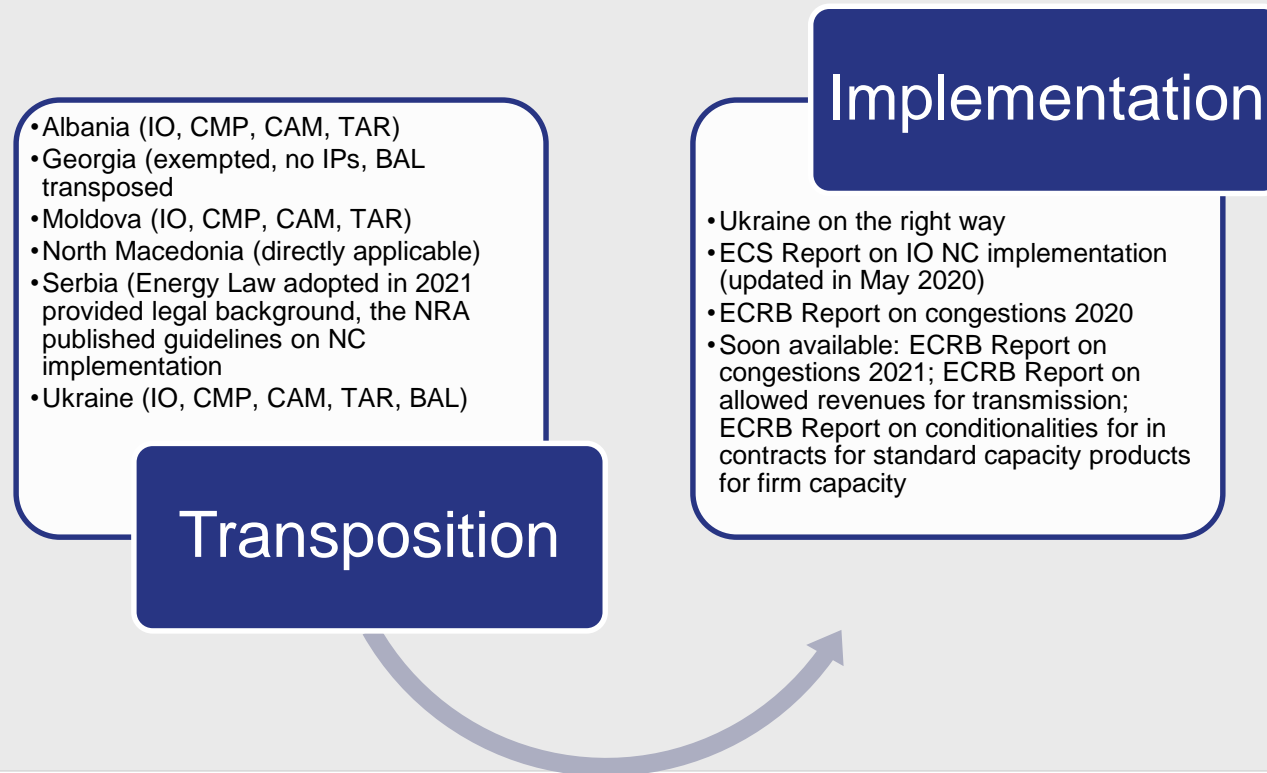 •Albania (IO, CMP, CAM, TAR)
•Georgia (exempted, no IPs, BAL
transposed
•Moldova (IO, CMP, CAM, TAR)
•North Macedonia (directly applicable)
•Serbia (Energy Law adopted in 2021
provided legal background, the NRA
published guidelines on NC
implementation
•Ukraine (IO, CMP, CAM, TAR, BAL)
Transposition
Implementation
•Ukraine on the right way
•ECS Report on IO NC implementation
(updated in May 2020)
•ECRB Report on congestions 2020
•Soon available: ECRB Report on
congestions 2021; ECRB Report on
allowed revenues for transmission;
ECRB Report on conditionalities for in
contracts for standard capacity products
for firm capacity